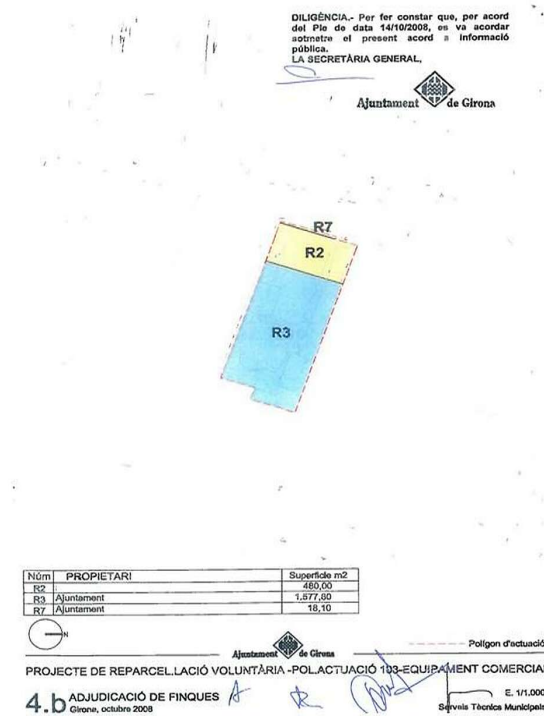 DILIGÈNCIA.- Per fer constar que, per acord
del Ple de data 14/10/2008, es va acordar
sotmetre el present acord a informació
pública.
LA SECRETÀRIA GENERAL,
Ajuntament de Girona
R7
R2
R3
Núm PROPIETARI Superfície m2
R2 480,00
R3 Ajuntament 1.577,80
R7 Ajuntament 18,10
N
Ajuntament de Girona
Polígon d'actuació
PROJECTE DE REPARCEL.LACIÓ VOLUNTÀRIA -POL.ACTUACIÓ 103-EQUIPAMENT COMERCIA
4.b ADJUDICACIÓ DE FINQUES
Girona, octubre 2008
E. 1/1.000
Serveis Tècnics Municipals